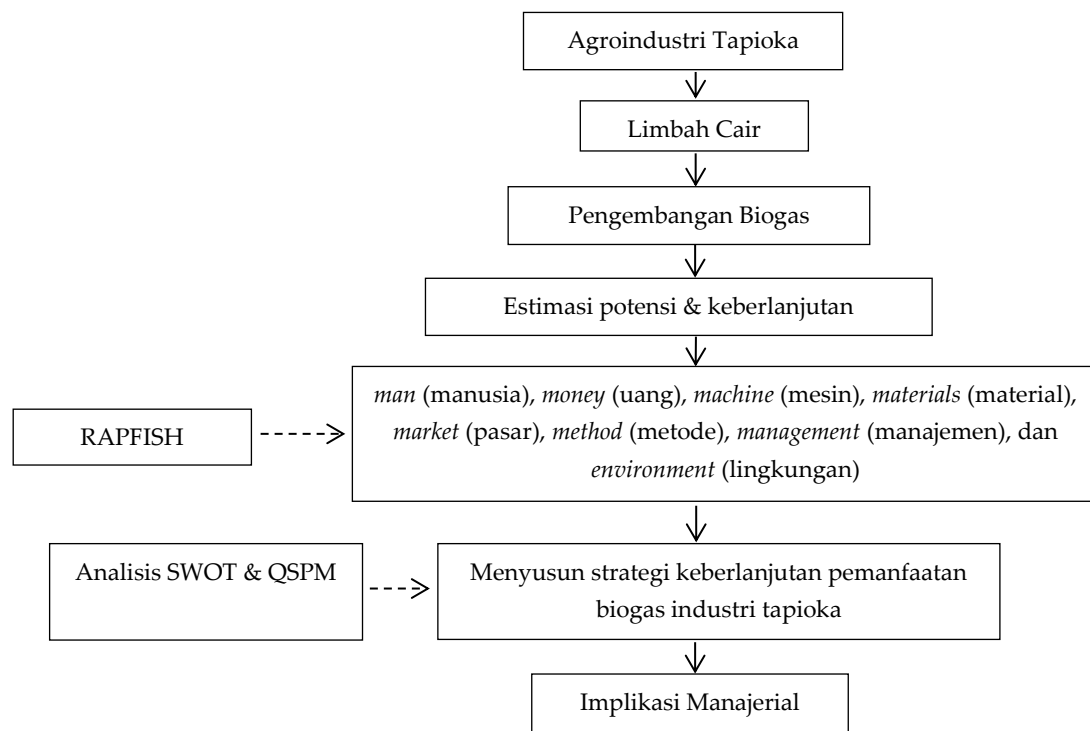 Agroindustri Tapioka
Limbah Cair
Pengembangan Biogas
Estimasi potensi & keberlanjutan
man (manusia), money (uang), machine (mesin), materials (material),
market (pasar), method (metode), management (manajemen), dan
environment (lingkungan)
RAPFISH
Analisis SWOT & QSPM
Menyusun strategi keberlanjutan pemanfaatan
biogas industri tapioka
Implikasi Manajerial